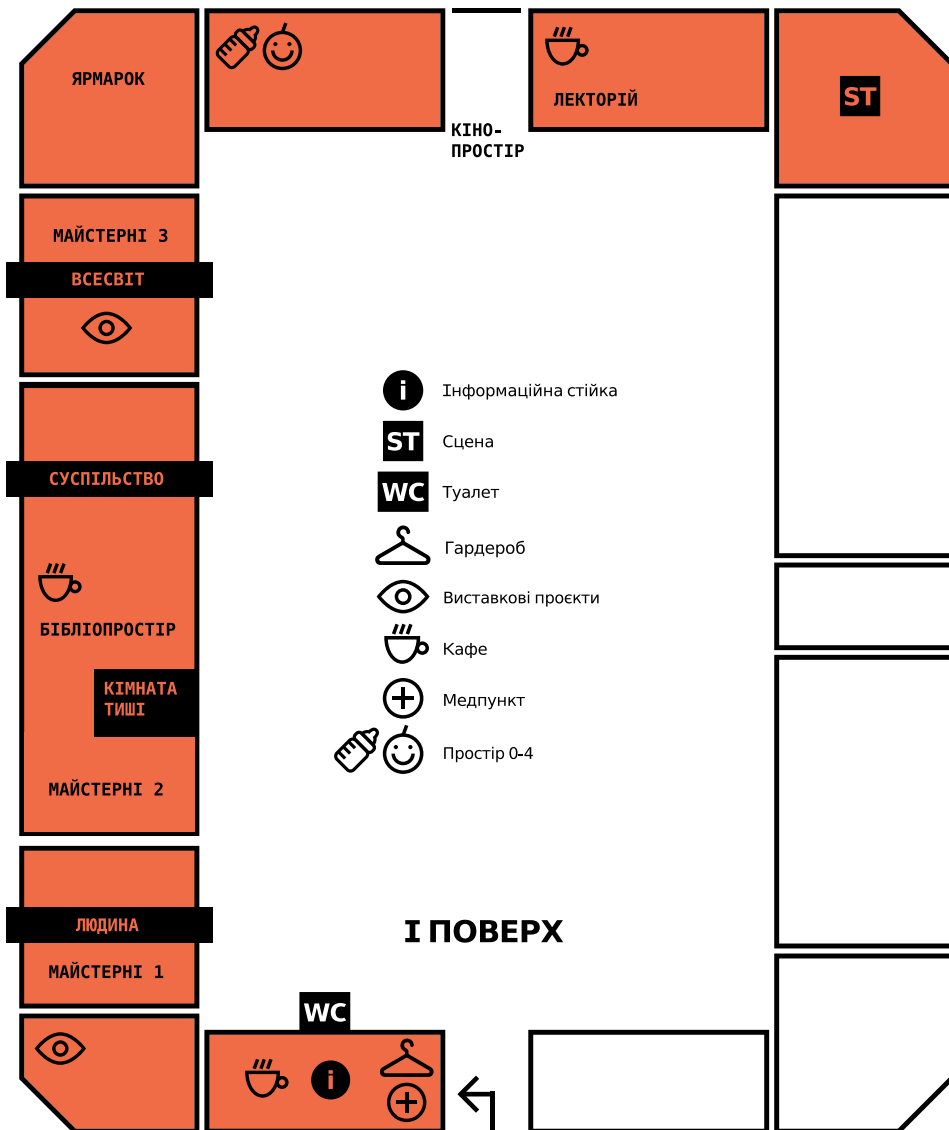 ЯРМАРОК
ЛЕКТОРІЙ
ST
КІНО-
ПРОСТІР
МАЙСТЕРНІ 3
ВСЕСВІТ
i Інформаційна стійка
ST Сцена
WC Туалет
Гардероб
Виставкові проєкти
Кафе
Медпункт
Простір 0-4
СУСПІЛЬСТВО
БІБЛІОПРОСТІР
КІМНАТА
ТИШІ
МАЙСТЕРНІ 2
ЛЮДИНА
І ПОВЕРХ
МАЙСТЕРНІ 1
WC
i